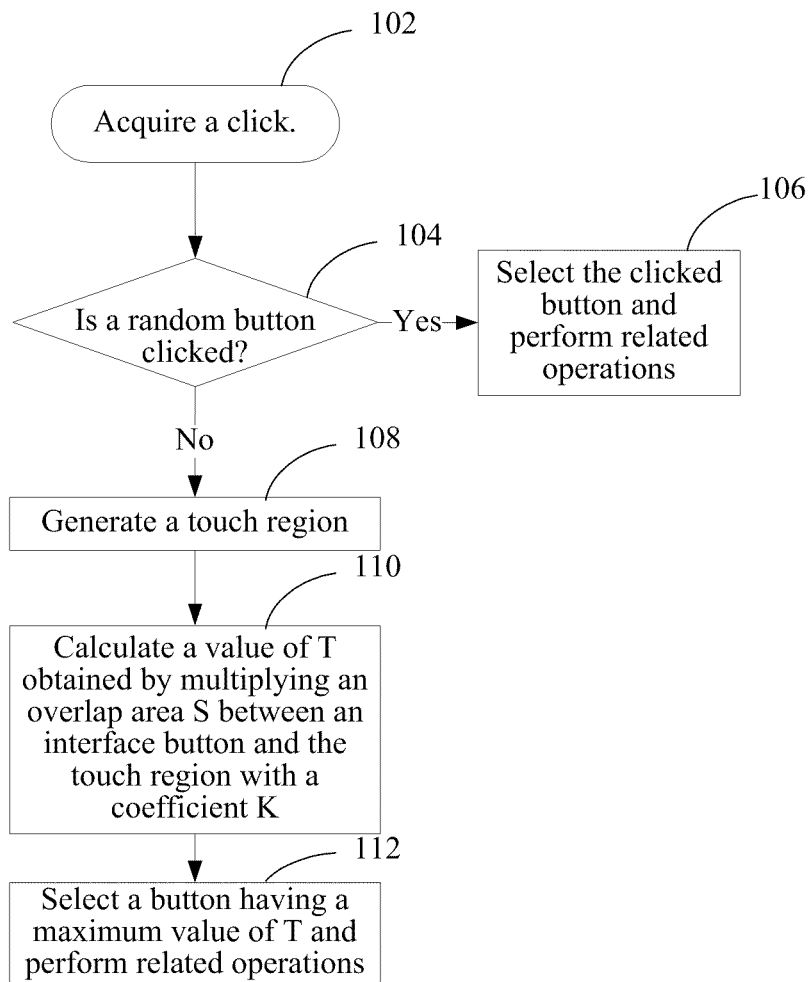 102
Acquire a click.
106
104
Select the clicked
button and
perform related
operations
Is a random button
clicked?
Yes
No
108
Generate a touch region
110
Calculate a value of T
obtained by multiplying an
overlap area S between an
interface button and the
touch region with a
coefficient K
112
Select a button having a
maximum value of T and
perform related operations